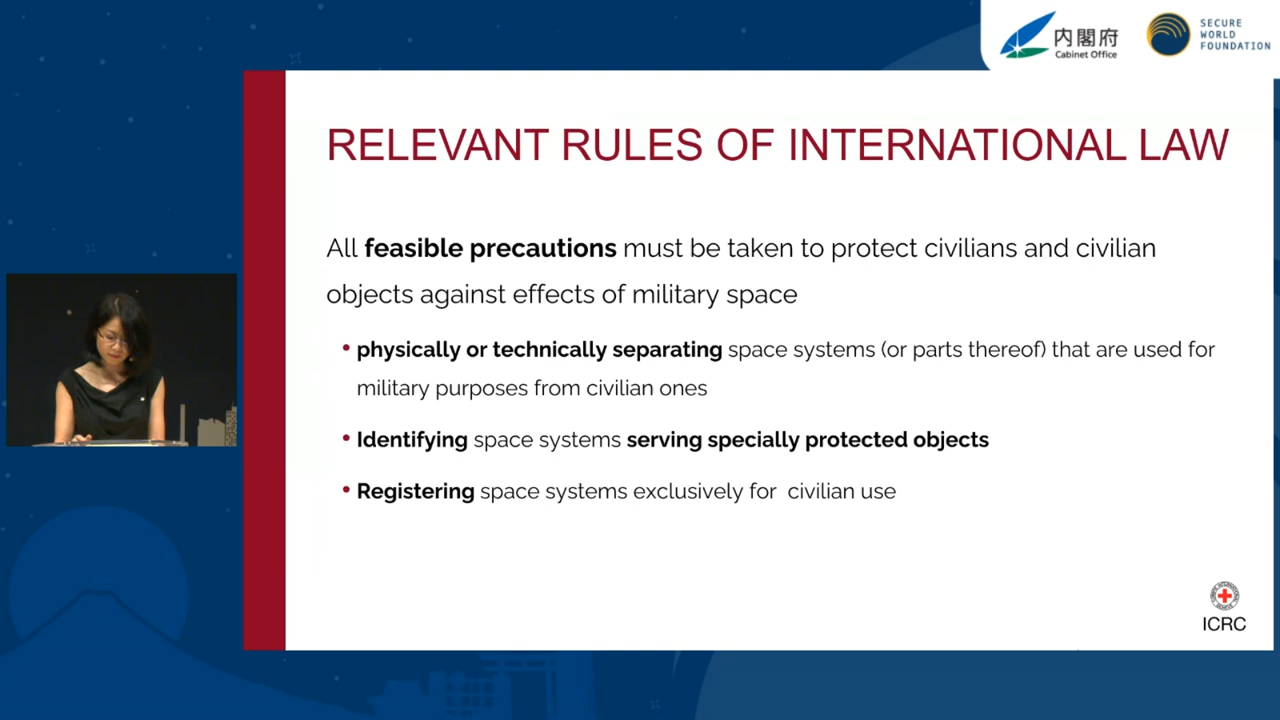 内閣府
Cabinet Office
SECURE
WORLD
FOUNDATION
RELEVANT RULES OF INTERNATIONAL LAW
All feasible precautions must be taken to protect civilians and civilian
objects against effects of military space
• physically or technically separating space systems (or parts thereof) that are used for
military purposes from civilian ones
• Identifying space systems serving specially protected objects
• Registering space systems exclusively for civilian use
ICRC